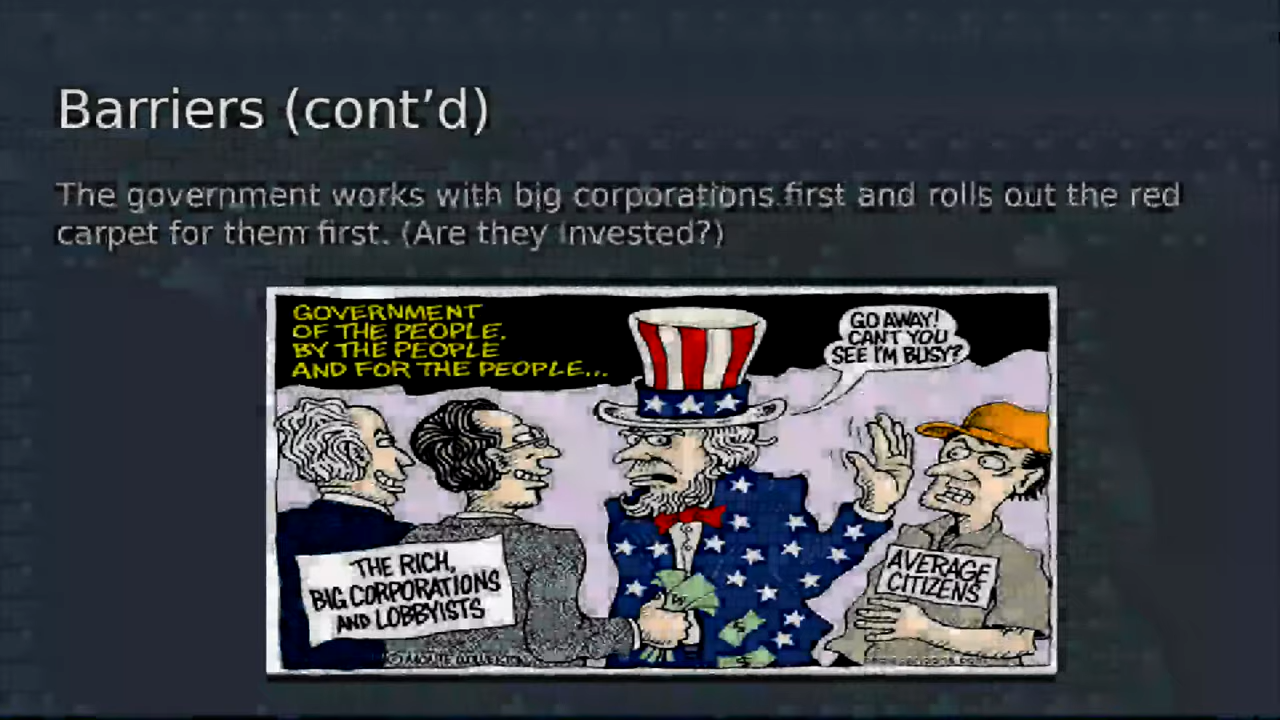 Barriers (cont’d)
The government works with big corporations first and rolls out the red
carpet for them first. (Are they Invested?)
GOVERNMENT
OF THE PEOPLE,
BY THE PEOPLE
AND FOR THE PEOPLE...
GO AWAY!
CAN'T YOU
SEE I'M BUSY?
THE RICH,
BIG CORPORATIONS
AND LOBBYISTS
AVERAGE
CITIZENS